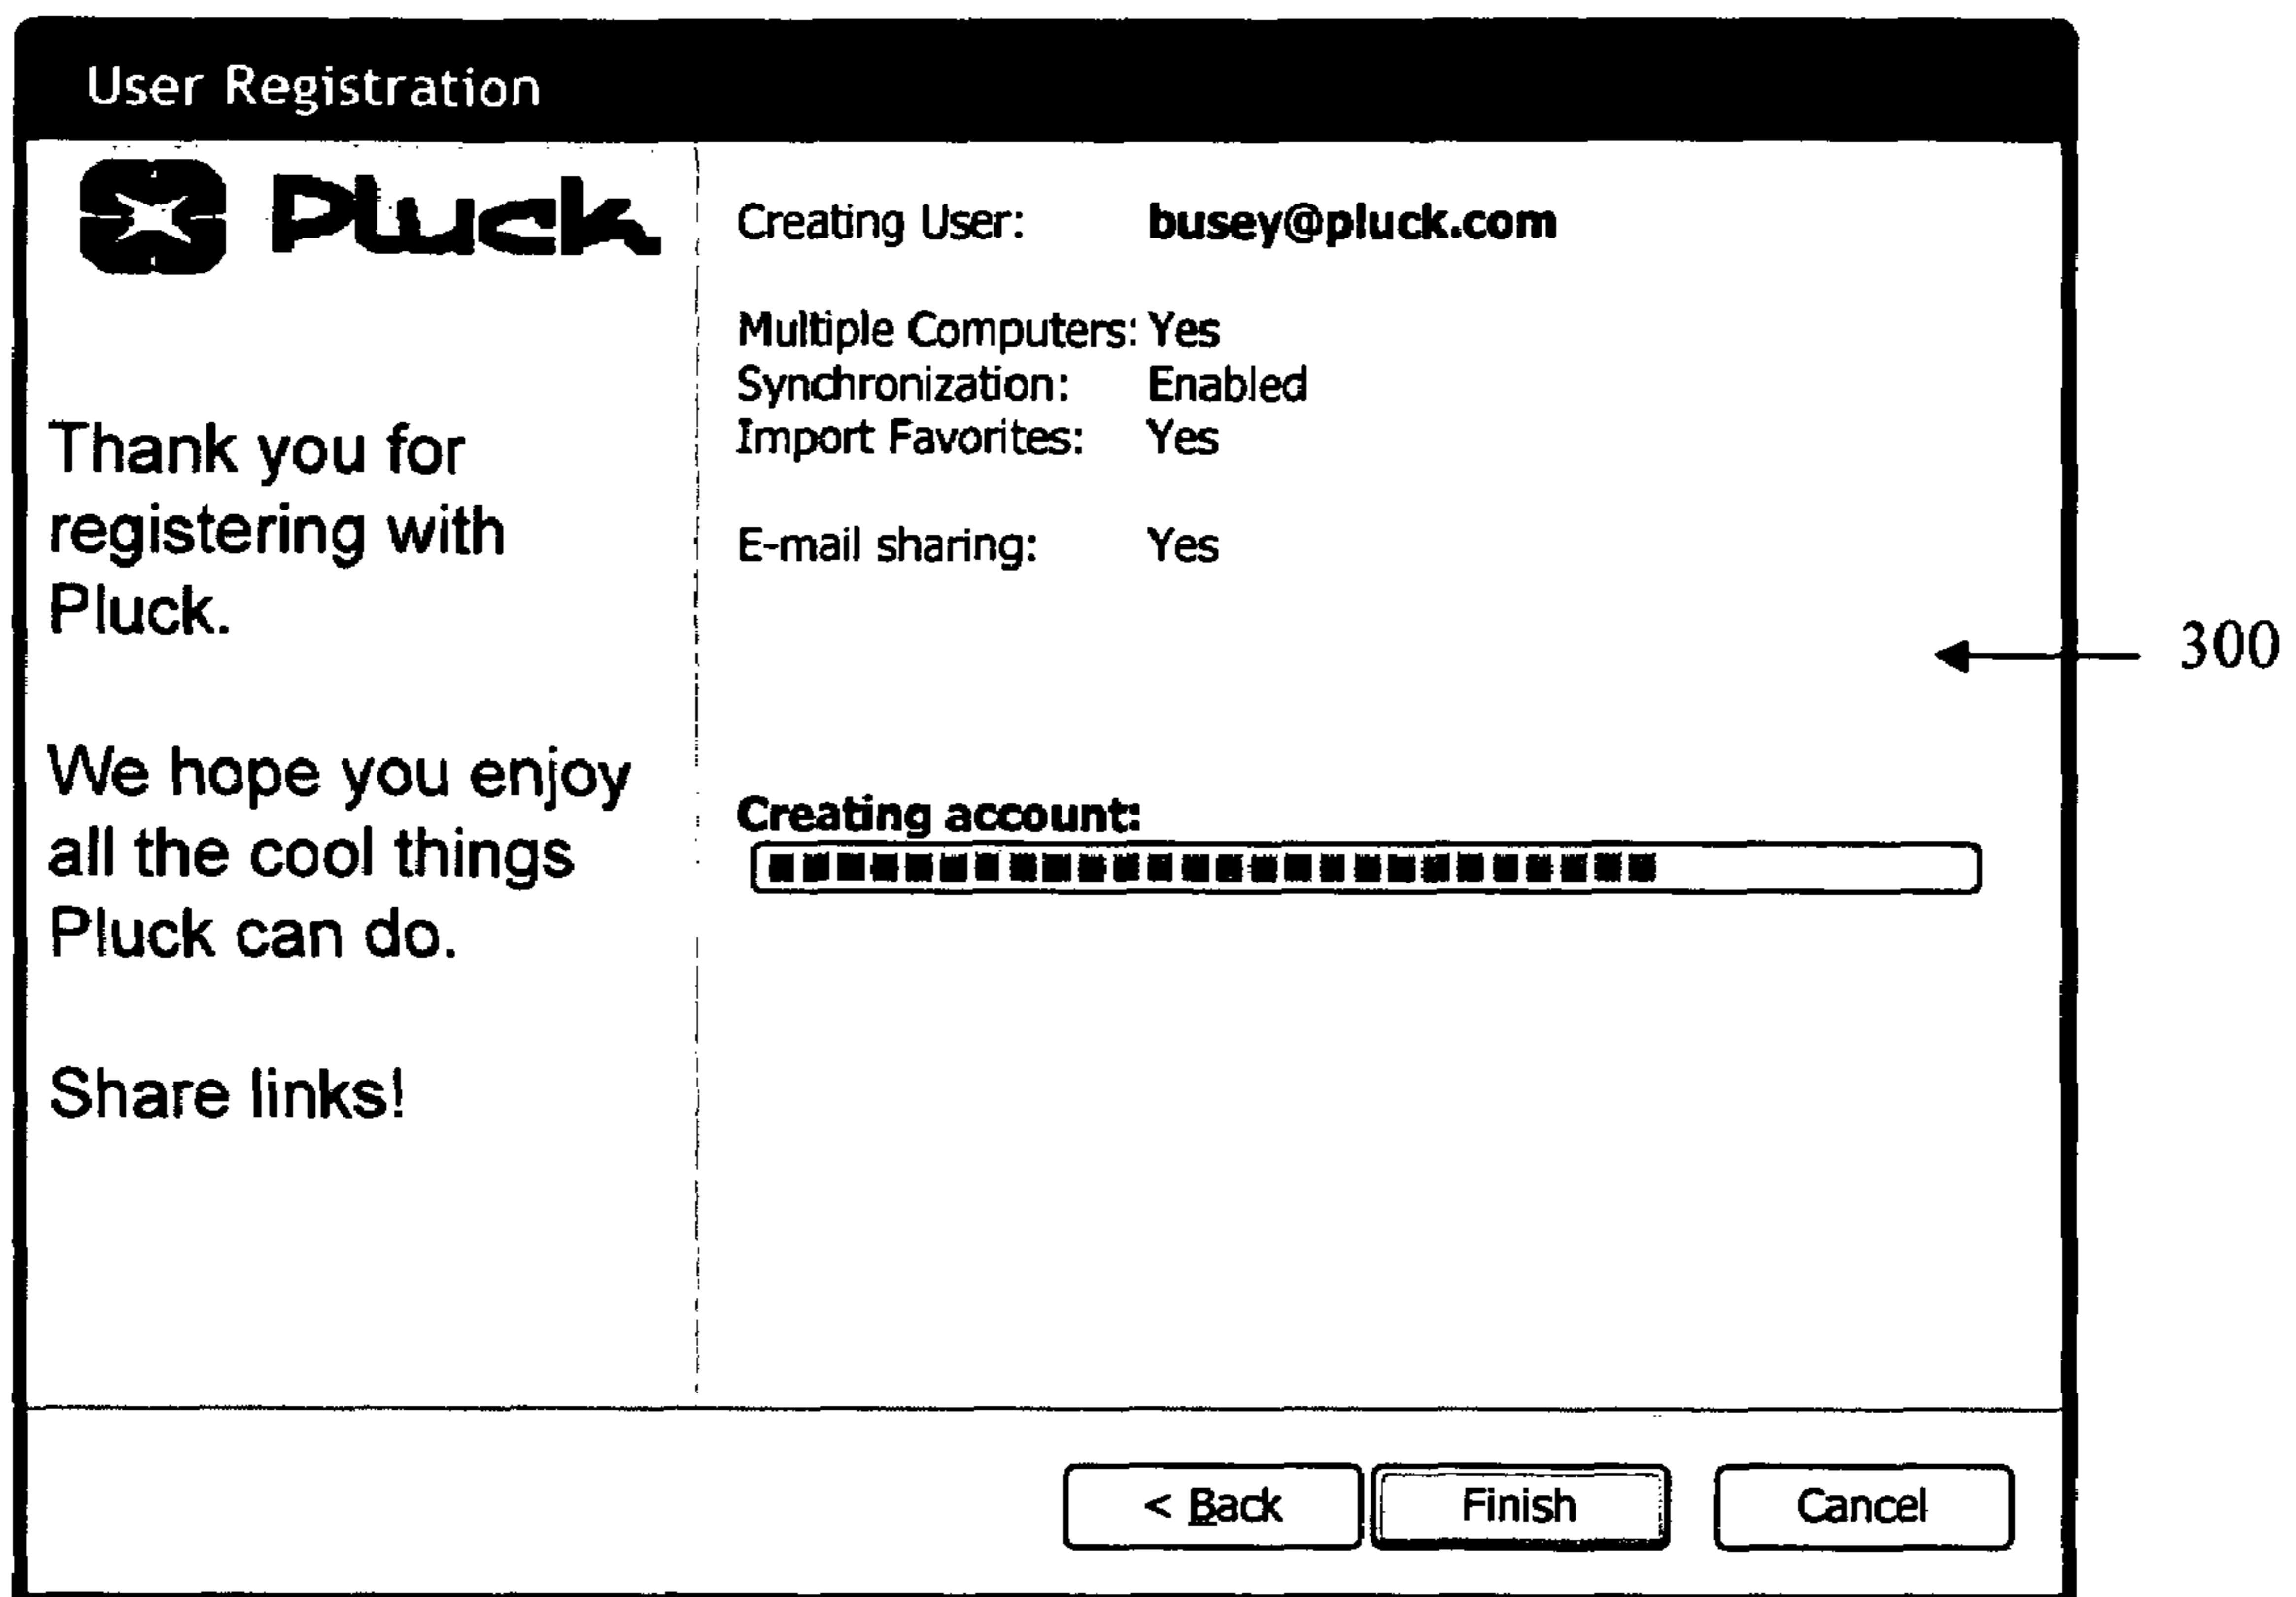 User Registration
Pluck
Thank you for
registering with
Pluck.
We hope you enjoy
all the cool things
Pluck can do.
Share links!
Creating User: busey@pluck.com
Multiple Computers: Yes
Synchronization: Enabled
Import Favorites: Yes
E-mail sharing: Yes
300
Creating account:
< Back
Finish
Cancel